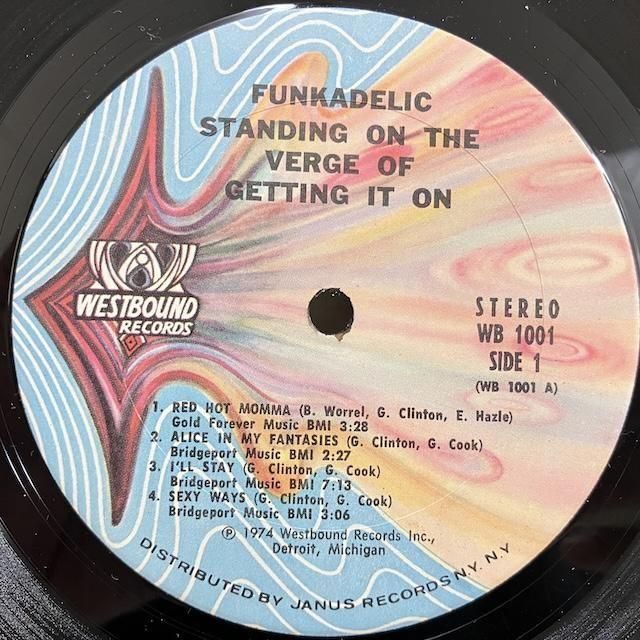 FUNKADELIC
STANDING ON THE
VERGE OF
GETTING IT ON
WESTBOUND
RECORDS
STEREO
WB 1001
SIDE 1
(WB 1001 A)
1. RED HOT MOMMA (B. Worrel, G. Clinton, E. Hazle)
Gold Forever Music BMI 3:28
2. ALICE IN MY FANTASIES (G. Clinton, G. Cook)
Bridgeport Music BMI 2:27
3. I'LL STAY (G. Clinton, G. Cook)
Bridgeport Music BMI 7:13
4. SEXY WAYS (G. Clinton, G. Cook)
Bridgeport Music BMI 3:06
Ⓟ 1974 Westbound Records Inc.,
Detroit, Michigan
DISTRIBUTED BY JANUS RECORDS N.Y. N.Y